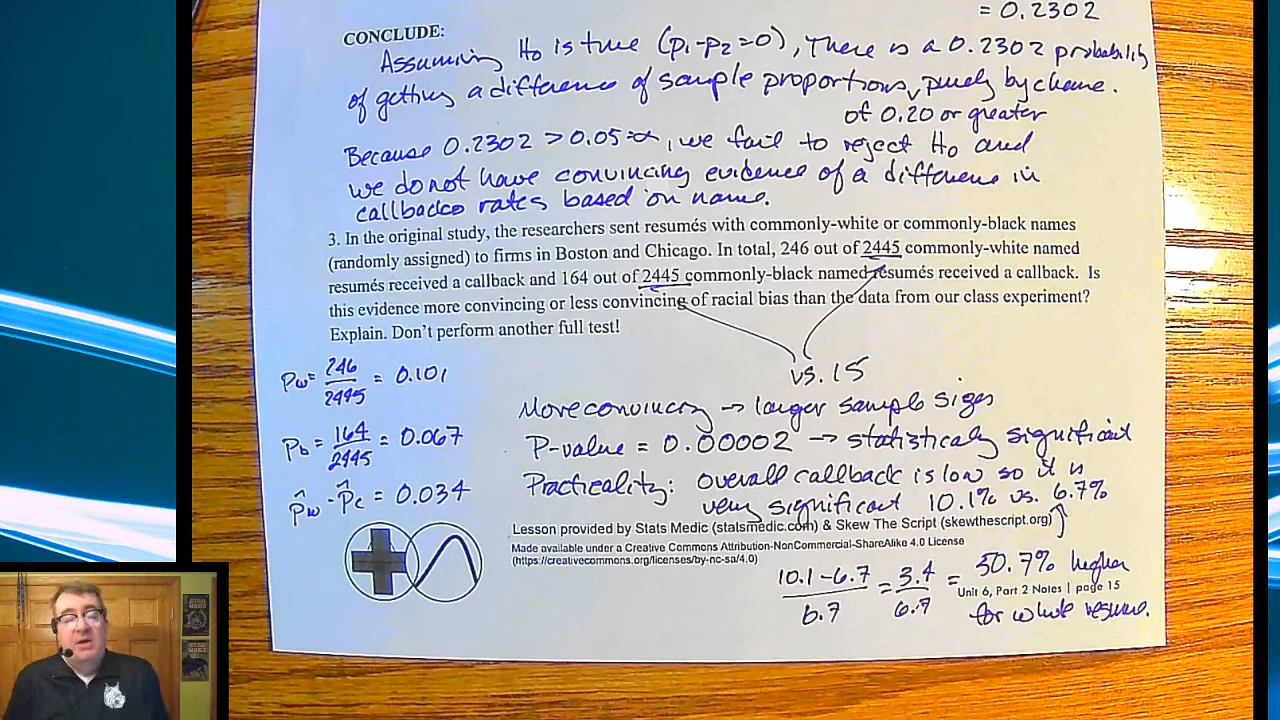 = 0.2302
CONCLUDE:
Assuming H₀ is true (p₁-p₂=0), there is a 0.2302 probability
of getting a difference of sample proportions, purely by chance.
of 0.20 or greater
Because 0.2302 > 0.05=α, we fail to reject H₀ and
we do not have convincing evidence of a difference in
callbacks rates based on name.
3. In the original study, the researchers sent resumés with commonly-white or commonly-black names
(randomly assigned) to firms in Boston and Chicago. In total, 246 out of 2445 commonly-white named
resumés received a callback and 164 out of 2445 commonly-black named resumés received a callback. Is
this evidence more convincing or less convincing of racial bias than the data from our class experiment?
Explain. Don't perform another full test!
vs. 15
p̂w = 246/2445 = 0.101
More convincing → larger sample sizes
p̂b = 164/2445 = 0.067
P-value = 0.00002 → statistically significant
p̂w - p̂c = 0.034
Practicality: overall callback is low so it is
very significant 10.1% vs. 6.7%
Lesson provided by Stats Medic (statsmedic.com) & Skew The Script (skewthescript.org)
Made available under a Creative Commons Attribution-NonCommercial-ShareAlike 4.0 License
(https://creativecommons.org/licenses/by-nc-sa/4.0)
10.1-6.7/6.7 = 3.4/6.7 = 50.7% higher
Unit 6, Part 2 Notes | page 15
for white resume.
STAR WARS
STAR WARS